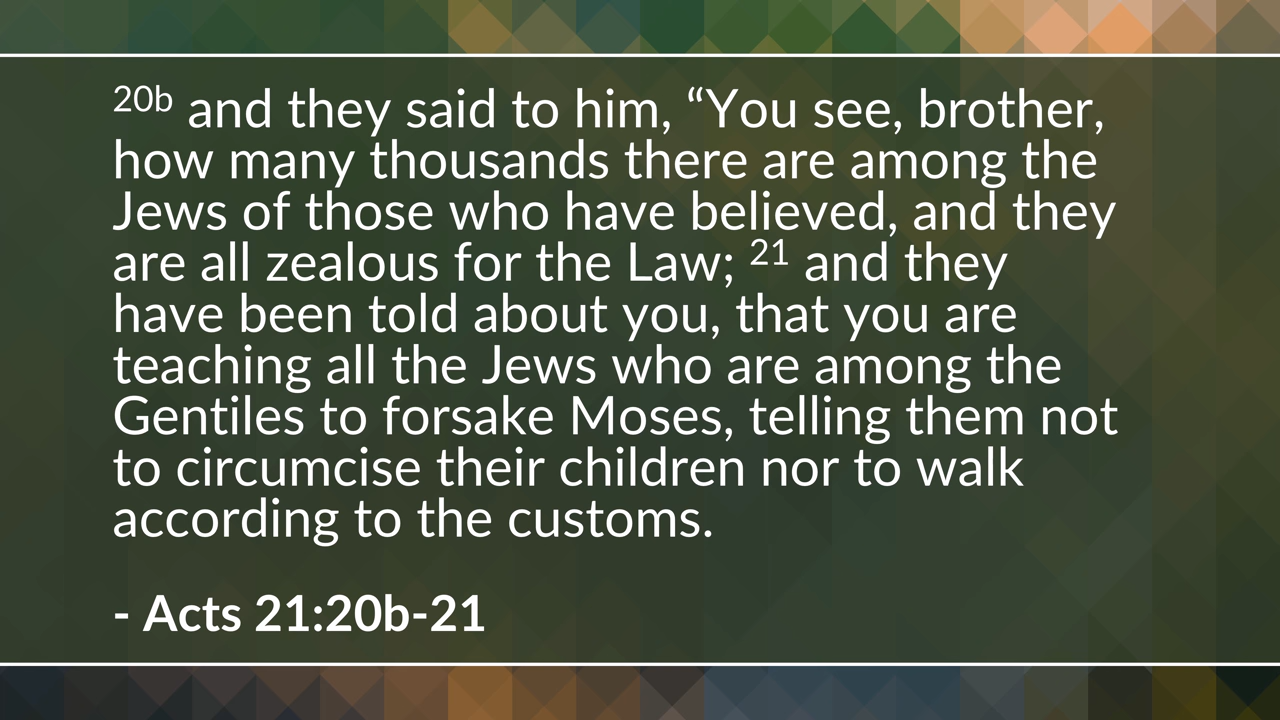 20b and they said to him, “You see, brother,
how many thousands there are among the
Jews of those who have believed, and they
are all zealous for the Law; 21 and they
have been told about you, that you are
teaching all the Jews who are among the
Gentiles to forsake Moses, telling them not
to circumcise their children nor to walk
according to the customs.
- Acts 21:20b-21